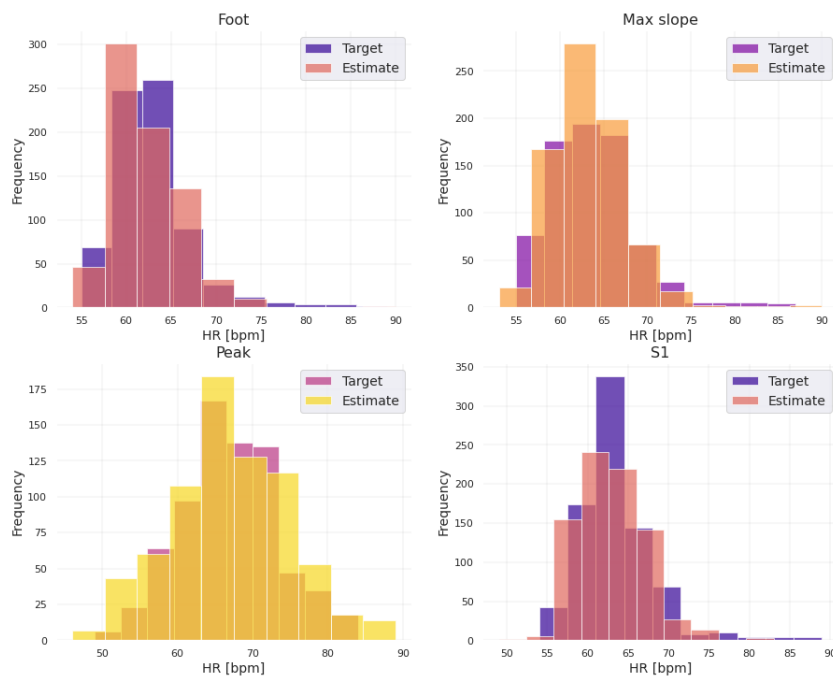 Foot
Target
Estimate
300
250
200
150
100
50
0
Frequency
55 60 65 70 75 80 85 90
HR [bpm]
Max slope
Target
Estimate
250
200
150
100
50
0
Frequency
55 60 65 70 75 80 85 90
HR [bpm]
Peak
Target
Estimate
175
150
125
100
75
50
25
0
Frequency
50 60 70 80 90
HR [bpm]
S1
Target
Estimate
350
300
250
200
150
100
50
0
Frequency
50 55 60 65 70 75 80 85 90
HR [bpm]